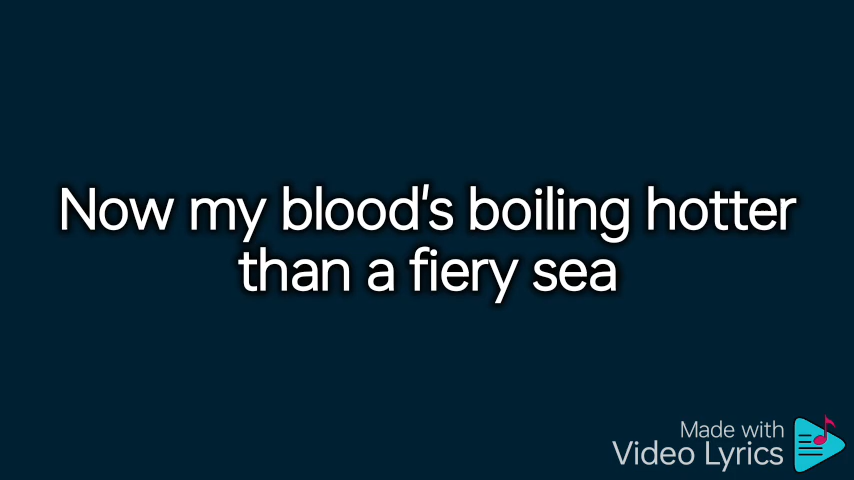 Now my blood's boiling hotter
than a fiery sea
Made with
Video Lyrics